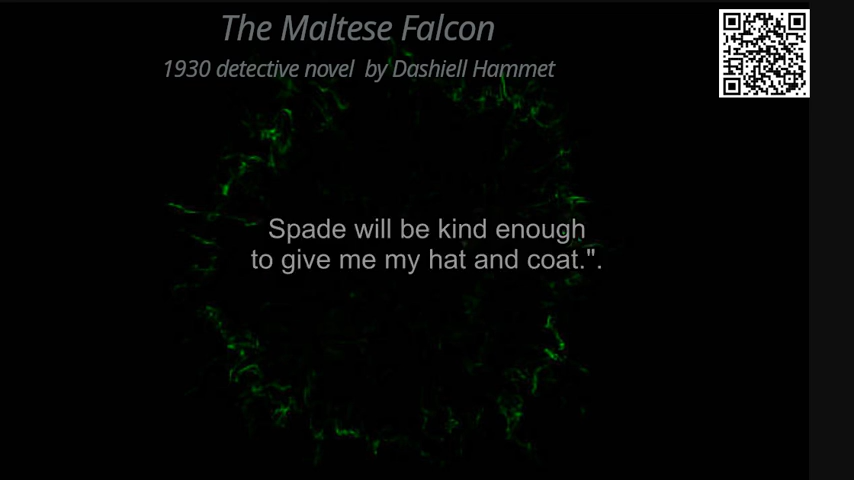 The Maltese Falcon
1930 detective novel  by Dashiell Hammet
Spade will be kind enough
to give me my hat and coat.".